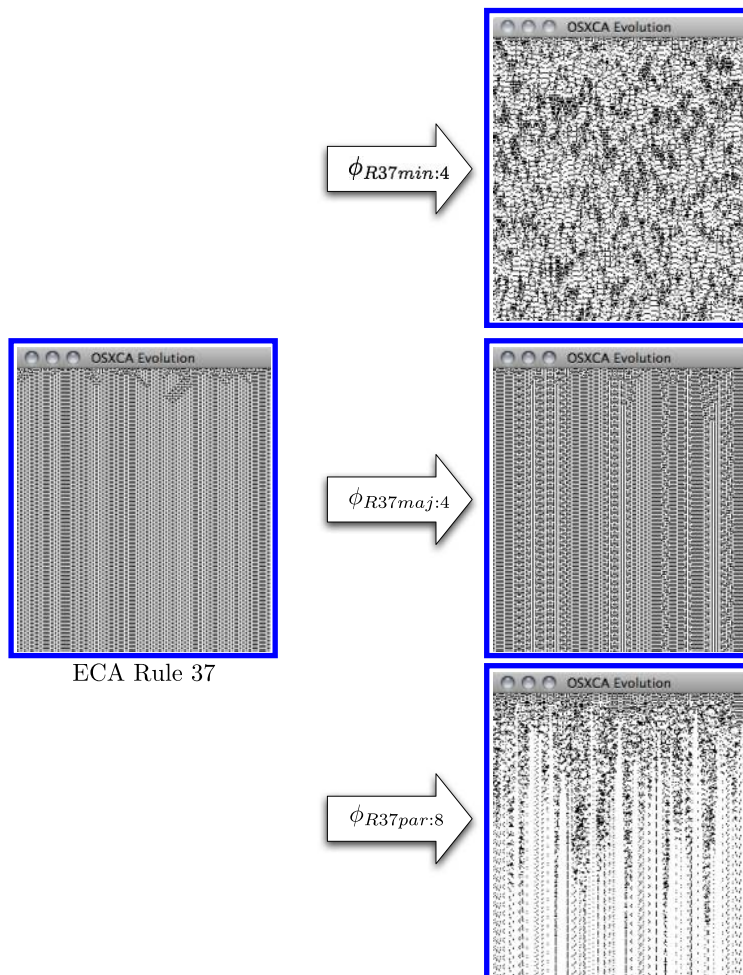 OSXCA Evolution
ϕR37min:4
OSXCA Evolution
OSXCA Evolution
ϕR37maj:4
ECA Rule 37
OSXCA Evolution
ϕR37par:8